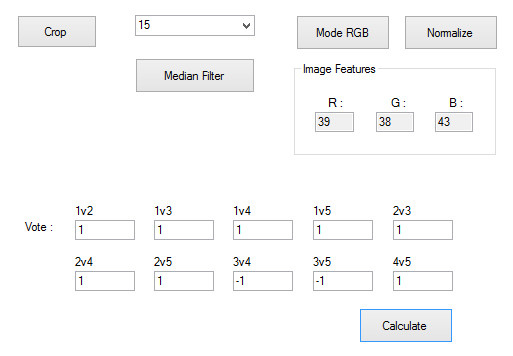 Crop 15 Mode RGB Normalize
Median Filter
Image Features
R : G : B :
39 38 43
1v2 1v3 1v4 1v5 2v3
Vote : 1 1 1 1 1
2v4 2v5 3v4 3v5 4v5
1 1 -1 -1 1
Calculate